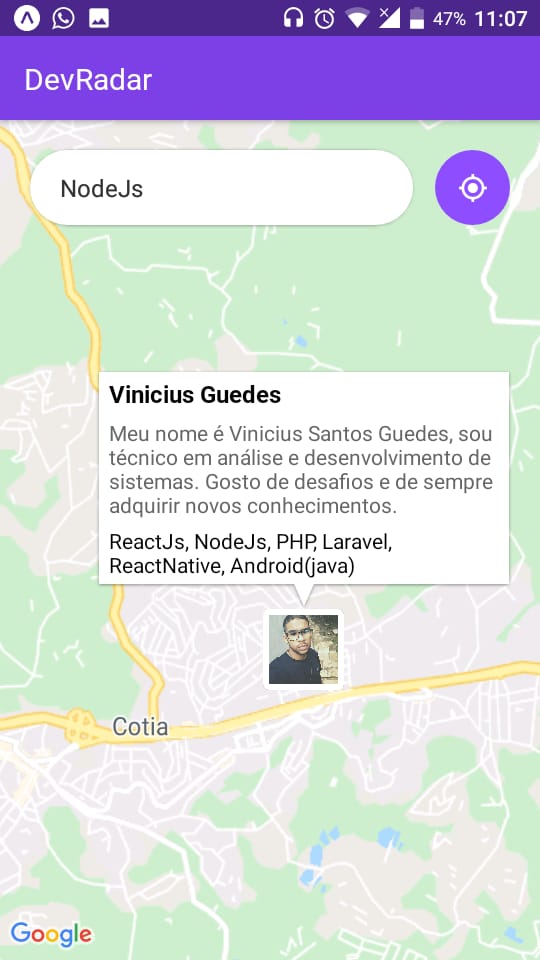 47% 11:07
DevRadar
NodeJs
Vinicius Guedes
Meu nome é Vinicius Santos Guedes, sou
técnico em análise e desenvolvimento de
sistemas. Gosto de desafios e de sempre
adquirir novos conhecimentos.
ReactJs, NodeJs, PHP, Laravel,
ReactNative, Android(java)
Cotia
Google